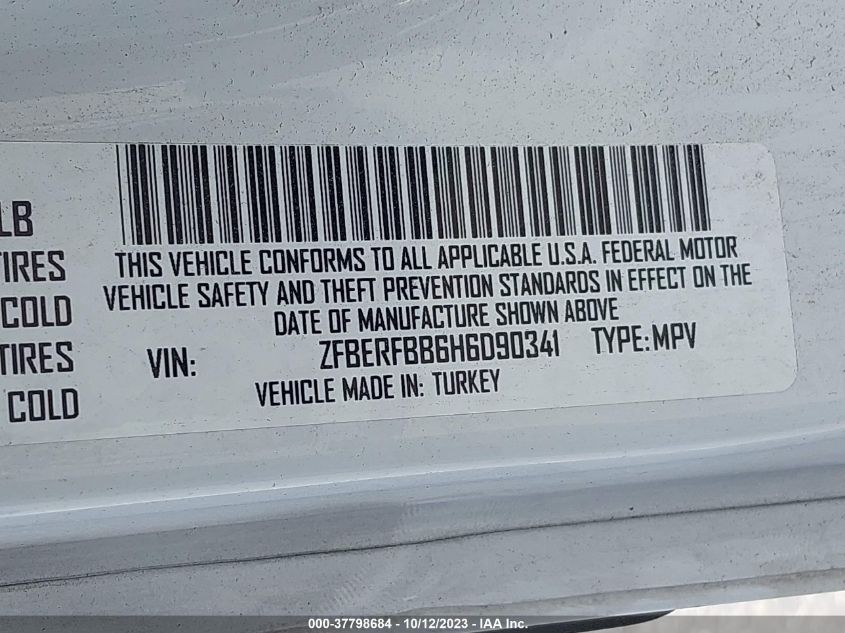 LB
TIRES
COLD
TIRES
COLD
THIS VEHICLE CONFORMS TO ALL APPLICABLE U.S.A. FEDERAL MOTOR
VEHICLE SAFETY AND THEFT PREVENTION STANDARDS IN EFFECT ON THE
DATE OF MANUFACTURE SHOWN ABOVE
VIN: ZFBERFBB6H6D90341 TYPE:MPV
VEHICLE MADE IN: TURKEY
000-37798684 - 10/12/2023 - IAA Inc.